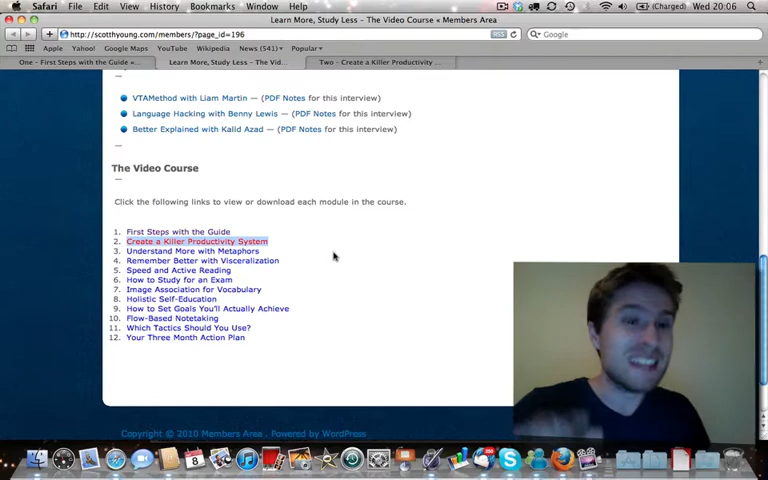 Safari File Edit View History Bookmarks Window Help (Charged) Wed 20:06
Learn More, Study Less – The Video Course « Members Area
http://scotthyoung.com/members/?page_id=196 RSS Google
Apple Yahoo! Google Maps YouTube Wikipedia News (541) Popular
One – First Steps with the Guide «... Learn More, Study Less – The Vid... Two – Create a Killer Productivity ...
—
VTAMethod with Liam Martin — (PDF Notes for this interview)
Language Hacking with Benny Lewis — (PDF Notes for this interview)
Better Explained with Kalid Azad — (PDF Notes for this interview)
—
The Video Course
—
Click the following links to view or download each module in the course.
1. First Steps with the Guide
2. Create a Killer Productivity System
3. Understand More with Metaphors
4. Remember Better with Visceralization
5. Speed and Active Reading
6. How to Study for an Exam
7. Image Association for Vocabulary
8. Holistic Self-Education
9. How to Set Goals You'll Actually Achieve
10. Flow-Based Notetaking
11. Which Tactics Should You Use?
12. Your Three Month Action Plan
Copyright © 2010 Members Area . Powered by WordPress